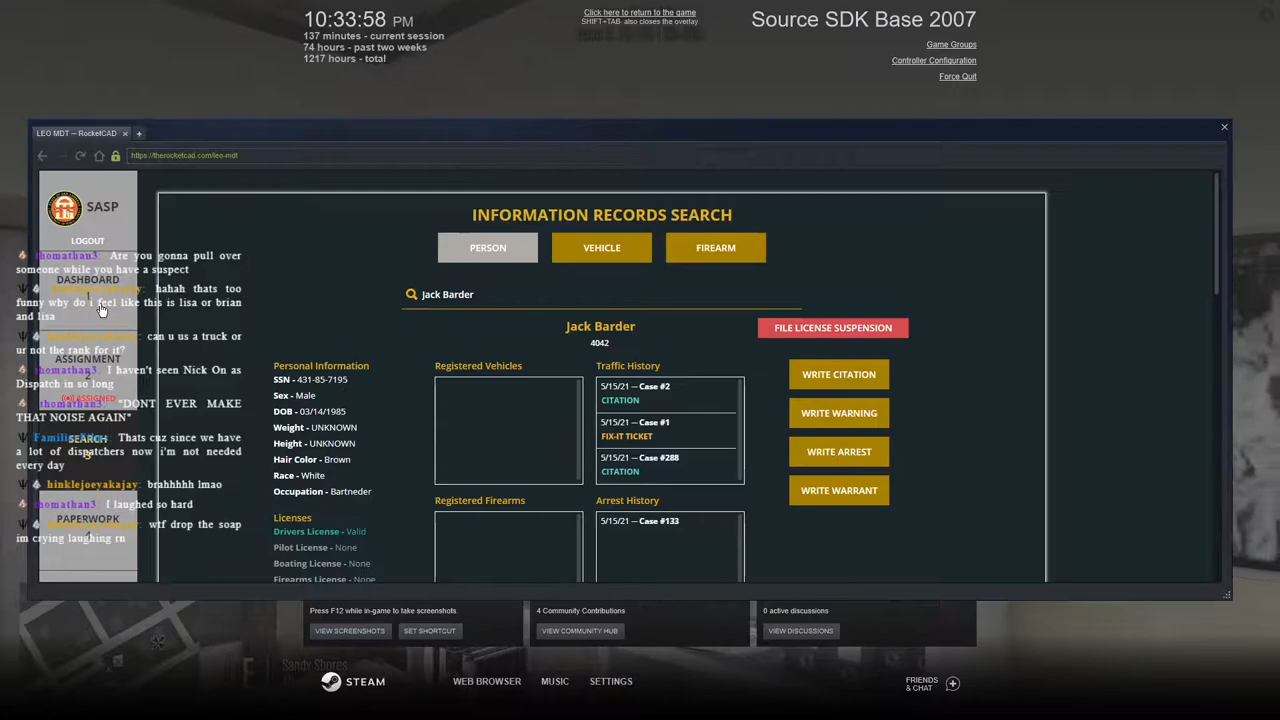 10:33:58 PM
137 minutes - current session
74 hours - past two weeks
1217 hours - total
Click here to return to the game
SHIFT+TAB also closes the overlay
Source SDK Base 2007
Game Groups
Controller Configuration
Force Quit
LEO MDT — RocketCAD
https://therocketcad.com/leo-mdt
SASP
LOGOUT
DASHBOARD
1
ASSIGNMENT
2
ASSIGNED
SEARCH
3
PAPERWORK
4
thomathan3: Are you gonna pull over
someone while you have a suspect
hahah thats too
funny why do i feel like this is lisa or brian
and lisa
can u us a truck or
ur not the rank for it?
thomathan3: I haven't seen Nick On as
Dispatch in so long
thomathan3: "DONT EVER MAKE
THAT NOISE AGAIN"
Thats cuz since we have
a lot of dispatchers now i'm not needed
every day
hinklejoeyakajay: brahhhhh lmao
thomathan3: I laughed so hard
wtf drop the soap
im crying laughing rn
INFORMATION RECORDS SEARCH
PERSON
VEHICLE
FIREARM
Jack Barder
Jack Barder
4042
FILE LICENSE SUSPENSION
Personal Information
SSN - 431-85-7195
Sex - Male
DOB - 03/14/1985
Weight - UNKNOWN
Height - UNKNOWN
Hair Color - Brown
Race - White
Occupation - Bartneder
Licenses
Drivers License - Valid
Pilot License - None
Boating License - None
Firearms License - None
Registered Vehicles
Registered Firearms
Traffic History
5/15/21 — Case #2
CITATION
5/15/21 — Case #1
FIX-IT TICKET
5/15/21 — Case #288
CITATION
Arrest History
5/15/21 — Case #133
WRITE CITATION
WRITE WARNING
WRITE ARREST
WRITE WARRANT
Press F12 while in-game to take screenshots.
VIEW SCREENSHOTS
SET SHORTCUT
4 Community Contributions
VIEW COMMUNITY HUB
0 active discussions
VIEW DISCUSSIONS
Sandy Shores
STEAM
WEB BROWSER
MUSIC
SETTINGS
FRIENDS
& CHAT